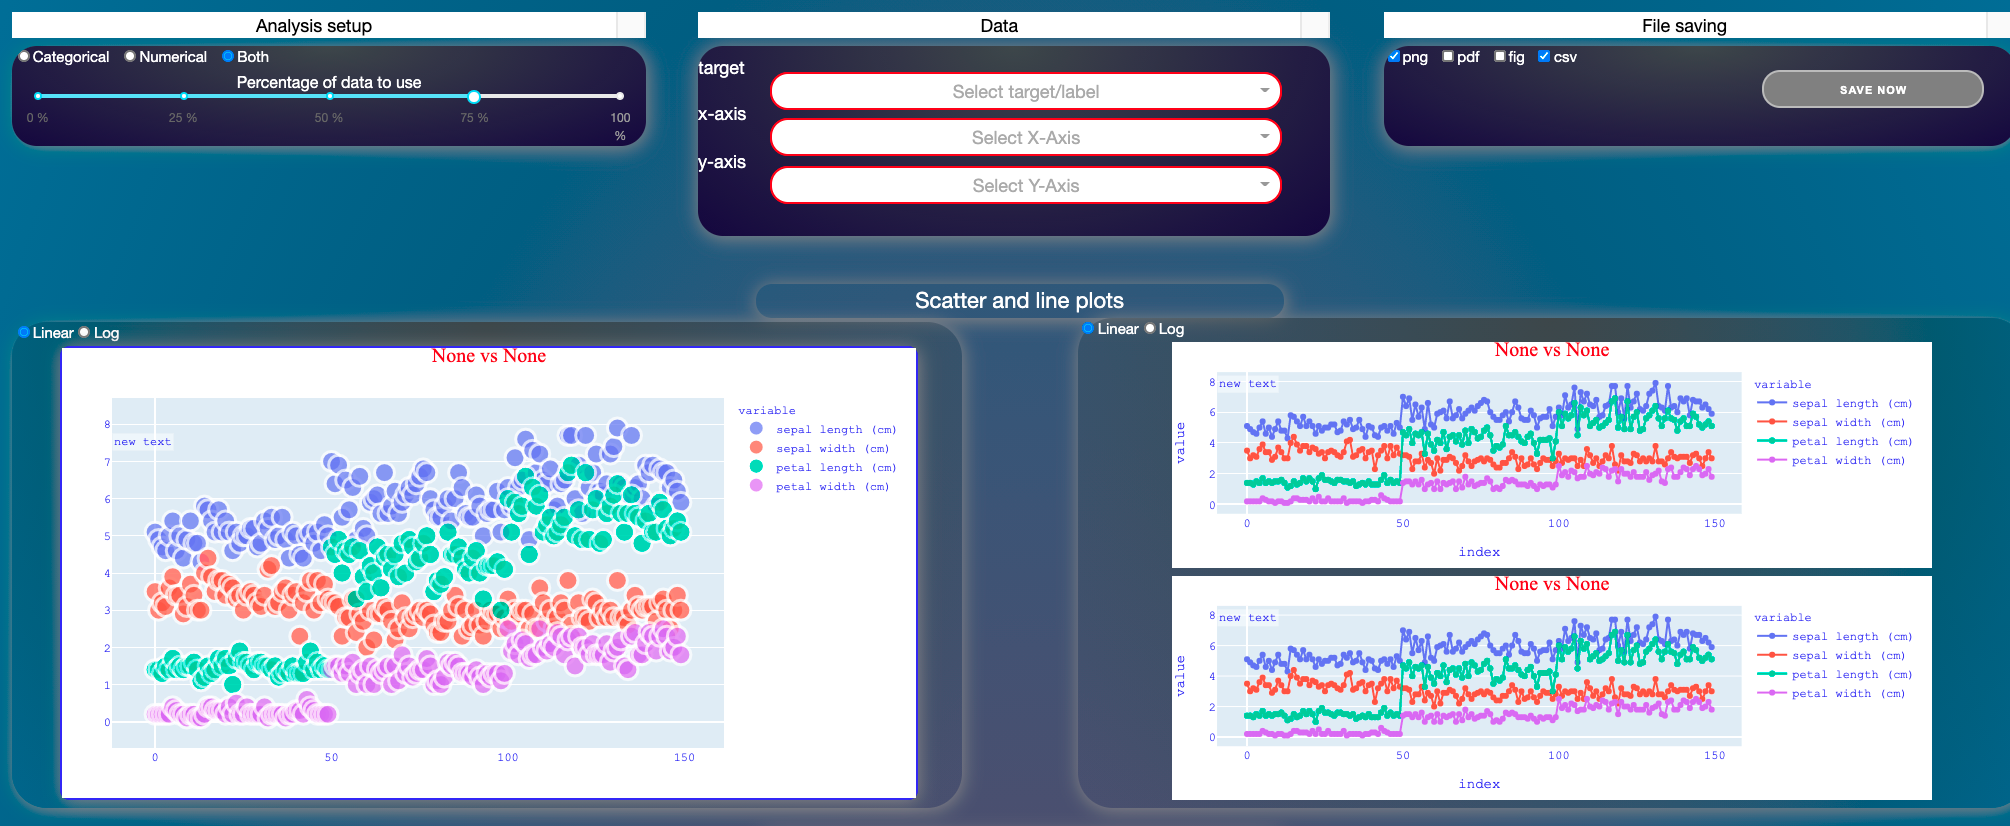 Analysis setup
Categorical Numerical Both
Percentage of data to use
0 % 25 % 50 % 75 % 100 %
Data
target
Select target/label
x-axis
Select X-Axis
y-axis
Select Y-Axis
File saving
png pdf fig csv
SAVE NOW
Scatter and line plots
Linear Log
None vs None
new text
8
7
6
5
4
3
2
1
0
0 50 100 150
variable
sepal length (cm)
sepal width (cm)
petal length (cm)
petal width (cm)
Linear Log
None vs None
new text
value
8
6
4
2
0
0 50 100 150
index
variable
sepal length (cm)
sepal width (cm)
petal length (cm)
petal width (cm)
None vs None
new text
value
8
6
4
2
0
0 50 100 150
index
variable
sepal length (cm)
sepal width (cm)
petal length (cm)
petal width (cm)